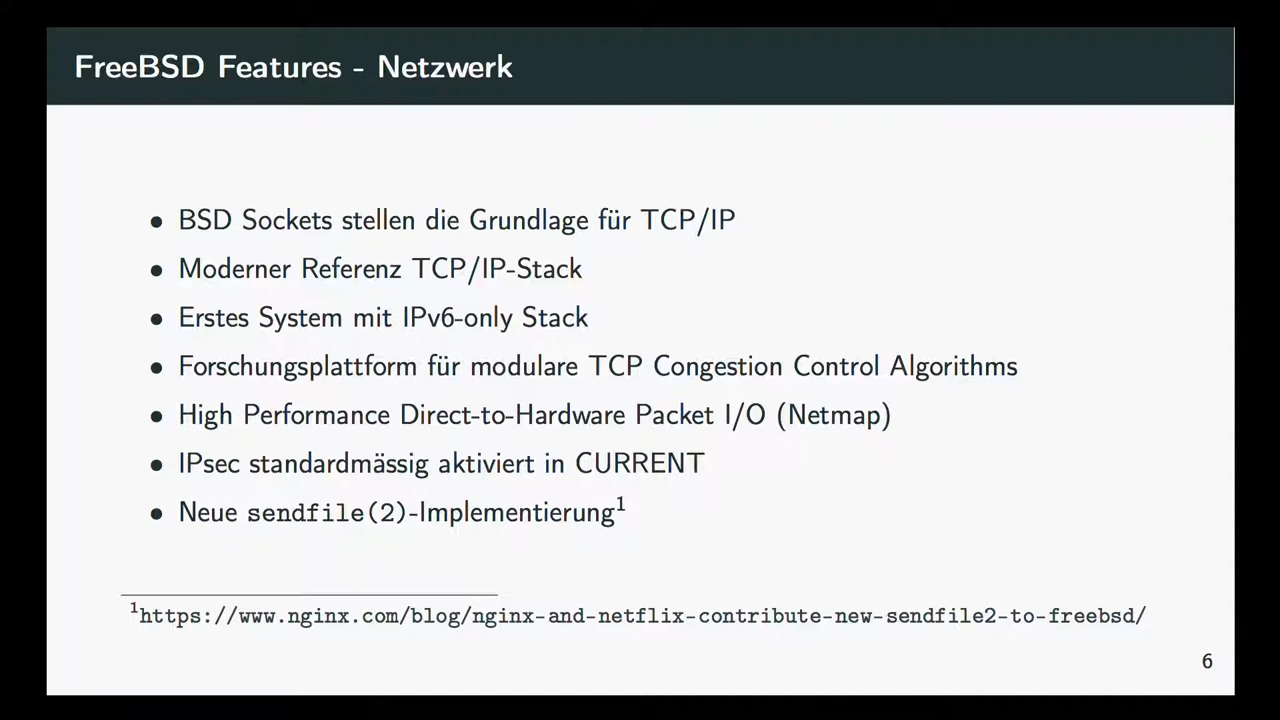 FreeBSD Features - Netzwerk
• BSD Sockets stellen die Grundlage für TCP/IP
• Moderner Referenz TCP/IP-Stack
• Erstes System mit IPv6-only Stack
• Forschungsplattform für modulare TCP Congestion Control Algorithms
• High Performance Direct-to-Hardware Packet I/O (Netmap)
• IPsec standardmässig aktiviert in CURRENT
• Neue sendfile(2)-Implementierung¹
¹https://www.nginx.com/blog/nginx-and-netflix-contribute-new-sendfile2-to-freebsd/
6